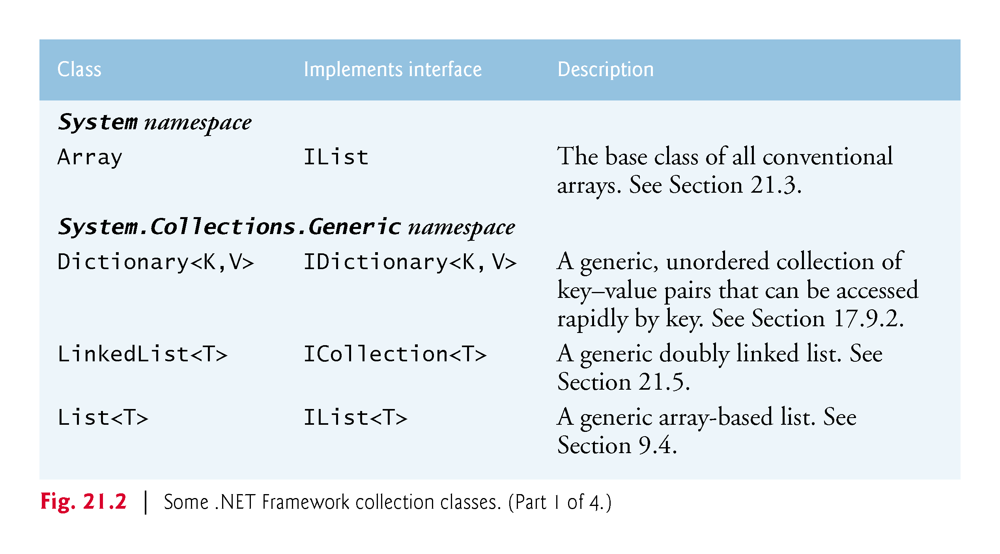 Class Implements interface Description
System namespace
Array IList The base class of all conventional
arrays. See Section 21.3.
System.Collections.Generic namespace
Dictionary<K,V> IDictionary<K,V> A generic, unordered collection of
key–value pairs that can be accessed
rapidly by key. See Section 17.9.2.
LinkedList<T> ICollection<T> A generic doubly linked list. See
Section 21.5.
List<T> IList<T> A generic array-based list. See
Section 9.4.
Fig. 21.2 | Some .NET Framework collection classes. (Part 1 of 4.)